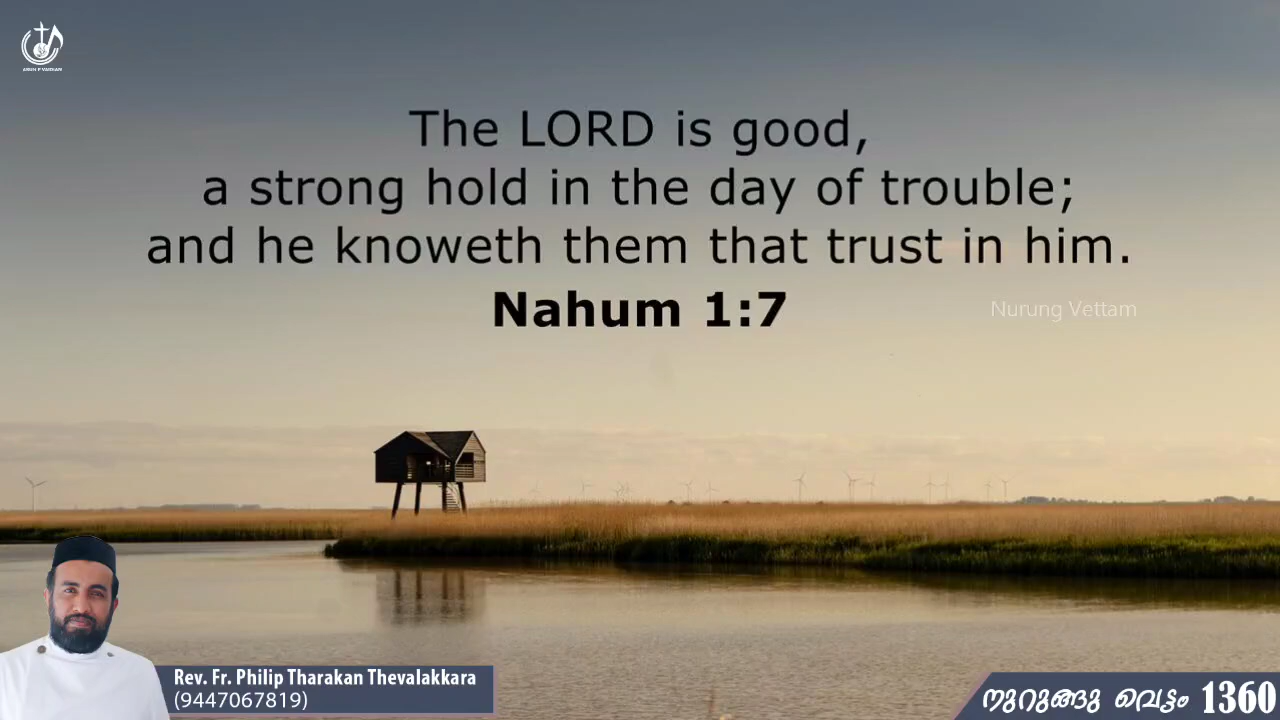 The LORD is good,
a strong hold in the day of trouble;
and he knoweth them that trust in him.
Nahum 1:7
Nurung Vettam
Rev. Fr. Philip Tharakan Thevalakkara
(9447067819)
നുറുങ്ങു വെട്ടം 1360